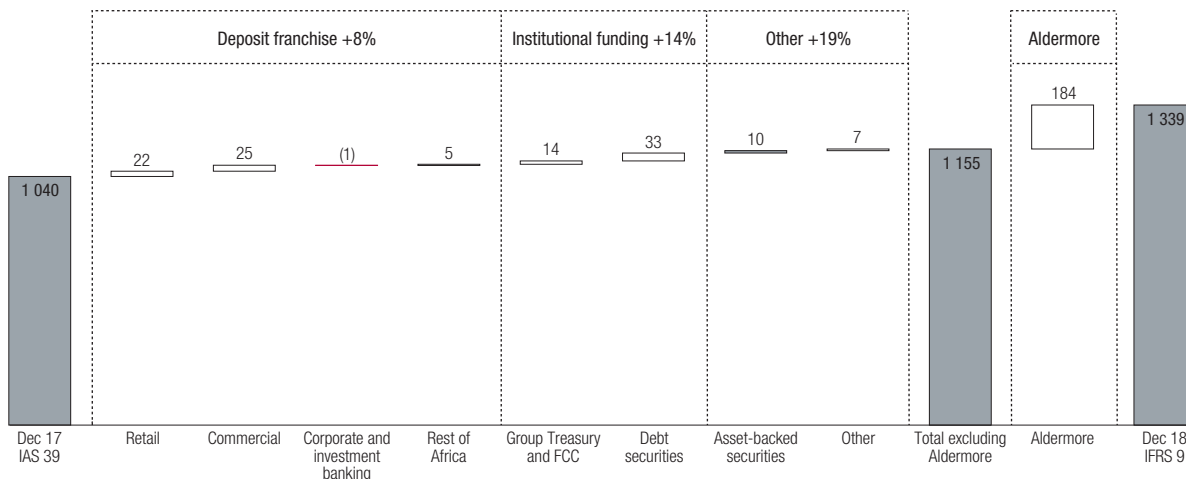 Deposit franchise +8%
Institutional funding +14%
Other +19%
Aldermore
1 040
22
25
(1)
5
14
33
10
7
1 155
184
1 339
Dec 17
IAS 39
Retail
Commercial
Corporate and
investment
banking
Rest of
Africa
Group Treasury
and FCC
Debt
securities
Asset-backed
securities
Other
Total excluding
Aldermore
Aldermore
Dec 18
IFRS 9